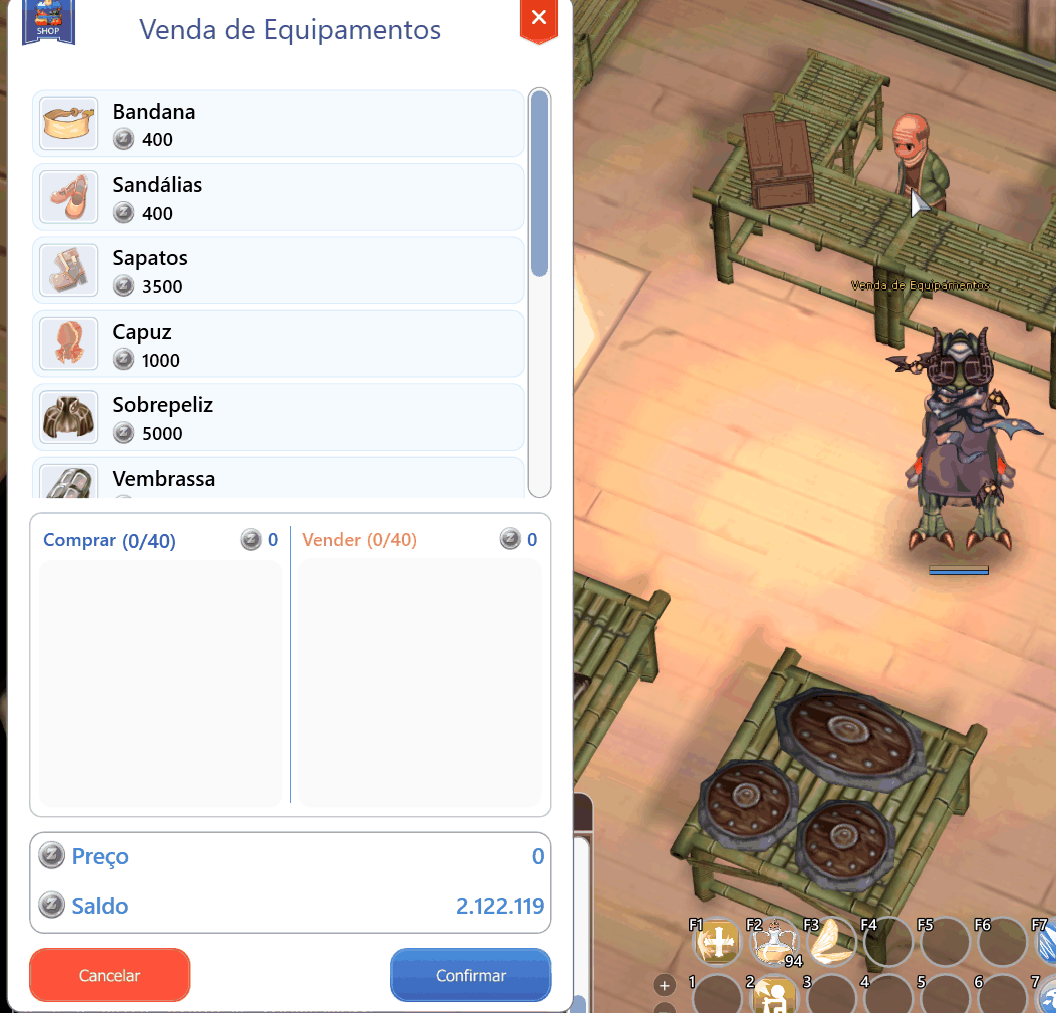 SHOP
Venda de Equipamentos
Bandana
400
Sandálias
400
Sapatos
3500
Capuz
1000
Sobrepeliz
5000
Vembrassa
Comprar (0/40) 0
Vender (0/40) 0
Preço 0
Saldo 2.122.119
Cancelar
Confirmar
Venda de Equipamentos
F1 F2 F3 F4 F5 F6 F7
94
1 2 3 4 5 6 7